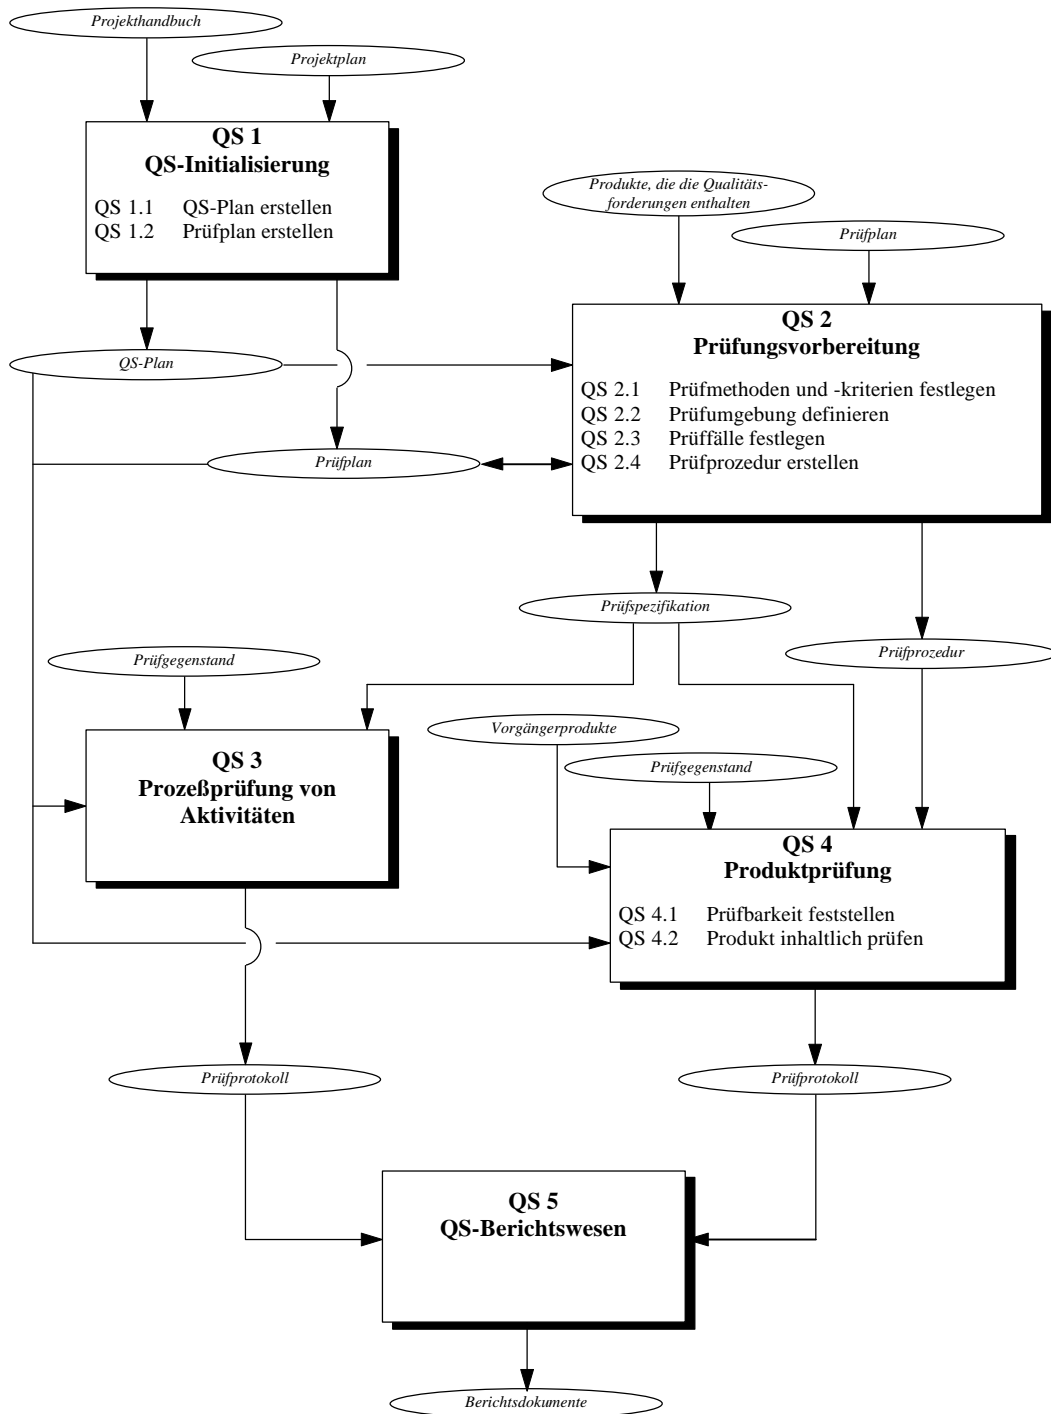 Projekthandbuch
Projektplan
QS 1
QS-Initialisierung
QS 1.1 QS-Plan erstellen
QS 1.2 Prüfplan erstellen
Produkte, die die Qualitäts-
forderungen enthalten
Prüfplan
QS 2
Prüfungsvorbereitung
QS 2.1 Prüfmethoden und -kriterien festlegen
QS 2.2 Prüfumgebung definieren
QS 2.3 Prüffälle festlegen
QS 2.4 Prüfprozedur erstellen
QS-Plan
Prüfplan
Prüfspezifikation
Prüfprozedur
Prüfgegenstand
QS 3
Prozeßprüfung von
Aktivitäten
Vorgängerprodukte
Prüfgegenstand
QS 4
Produktprüfung
QS 4.1 Prüfbarkeit feststellen
QS 4.2 Produkt inhaltlich prüfen
Prüfprotokoll
Prüfprotokoll
QS 5
QS-Berichtswesen
Berichtsdokumente